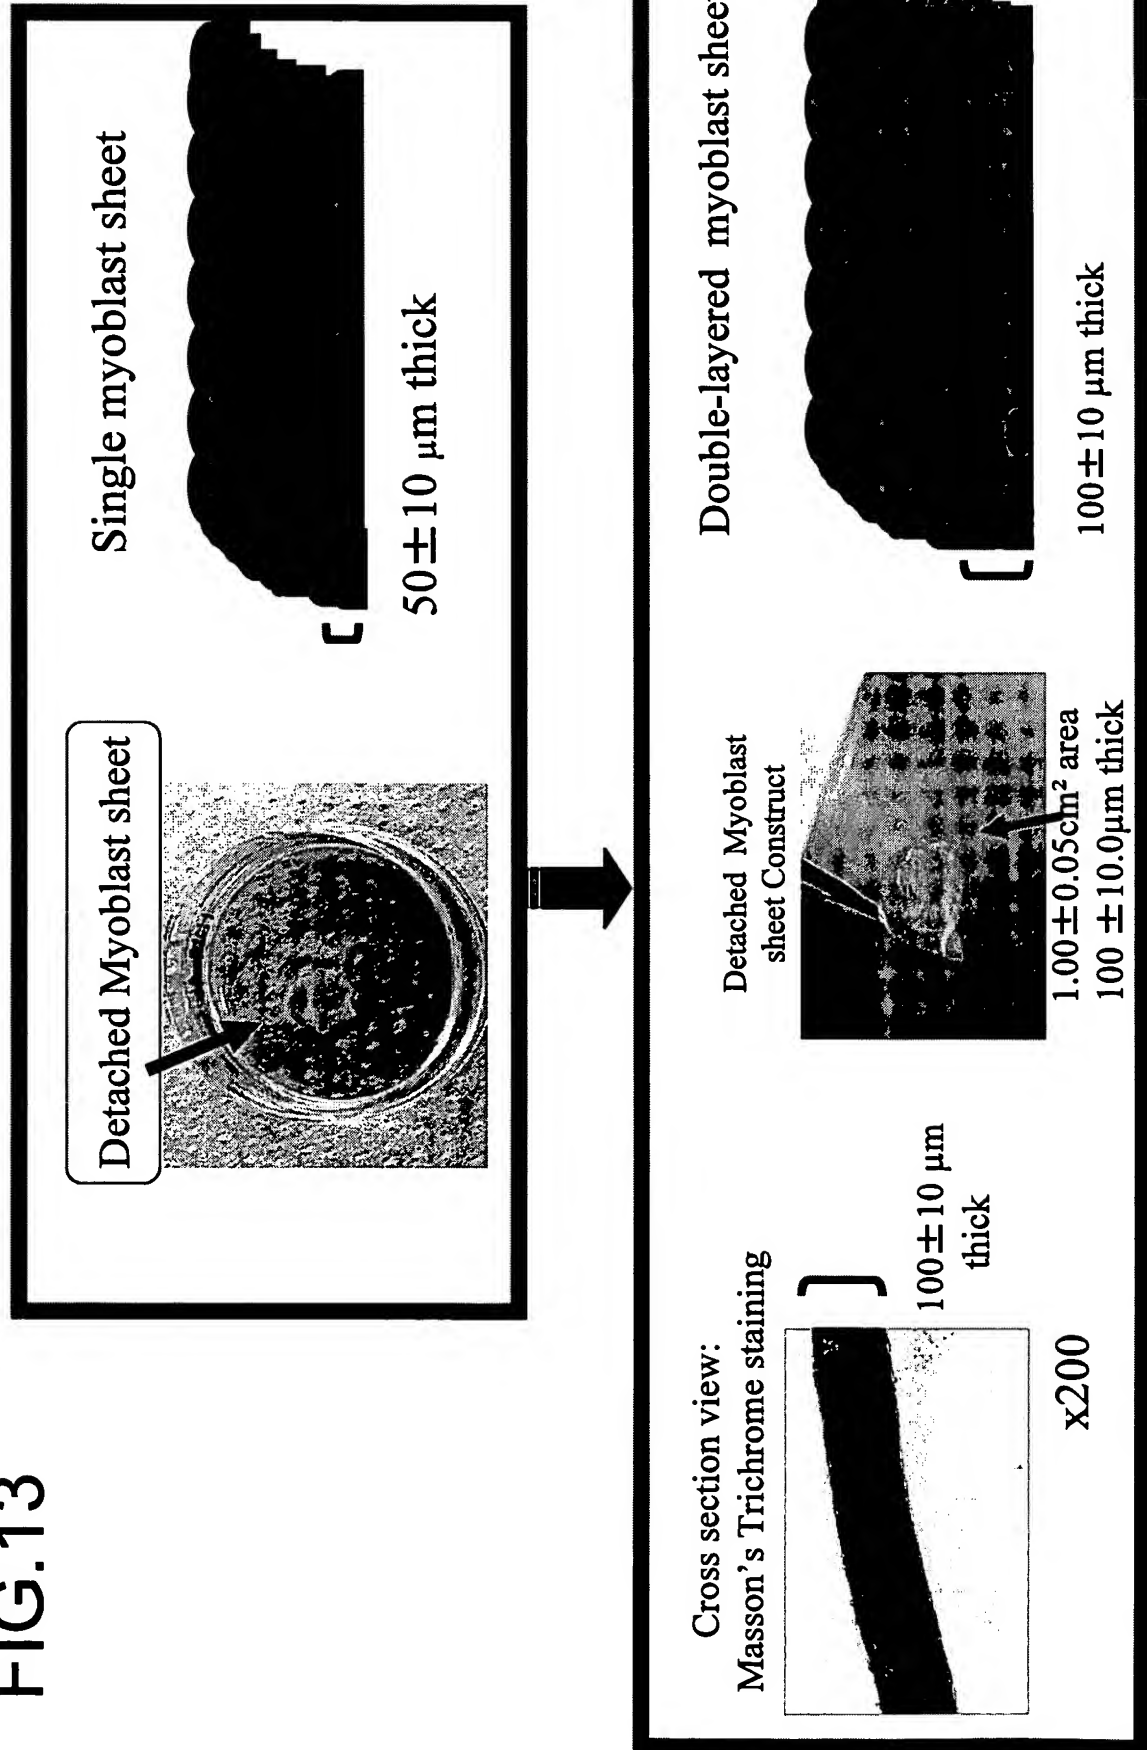 FIG.13
Detached Myoblast sheet
Single myoblast sheet
50±10 μm thick
Cross section view:
Masson's Trichrome staining
100±10 μm
thick
x200
Detached Myoblast
sheet Construct
1.00±0.05cm² area
100 ±10.0μm thick
Double-layered myoblast sheet
100±10 μm thick